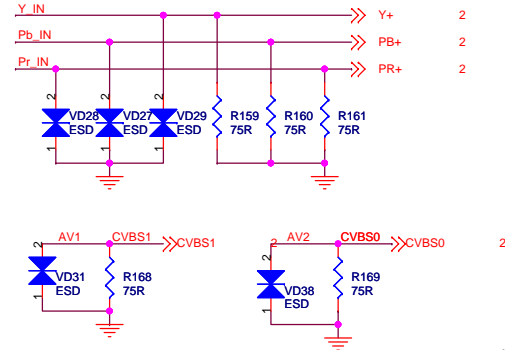 Y_IN Y+ 2
Pb_IN PB+ 2
Pr_IN PR+ 2
2 2 2
VD28 VD27 VD29 R159 R160 R161
ESD ESD ESD 75R 75R 75R
1 1 1
AV1 CVBS1 CVBS1
2 AV2 CVBS0 CVBS0 2
2 2
VD31 R168 VD38 R169
ESD 75R ESD 75R
1 1